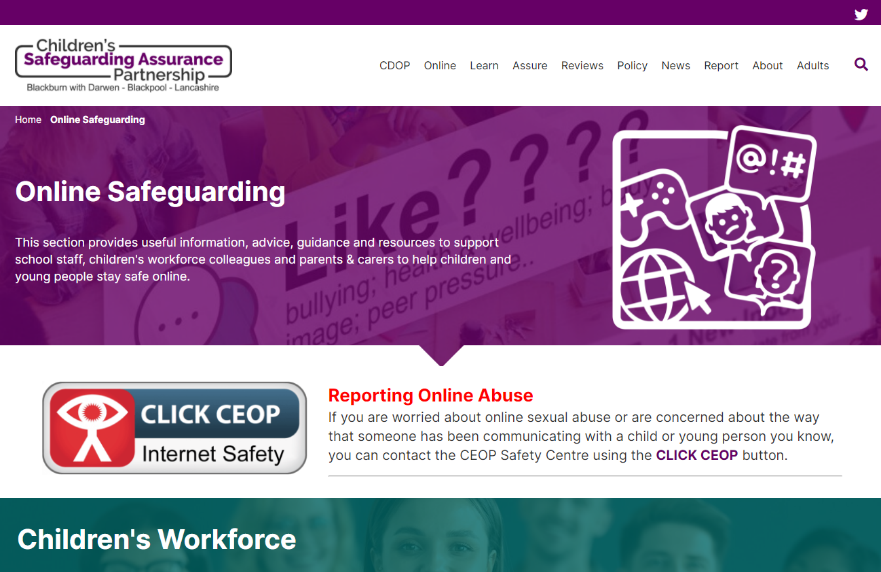 Children's
Safeguarding Assurance
Partnership
Blackburn with Darwen - Blackpool - Lancashire
CDOP Online Learn Assure Reviews Policy News Report About Adults
Home Online Safeguarding
Online Safeguarding
This section provides useful information, advice, guidance and resources to support
school staff, children's workforce colleagues and parents & carers to help children and
young people stay safe online.
Like????
bullying; health & wellbeing; body
image; peer pressure..
@!#
?
CLICK CEOP
Internet Safety
Reporting Online Abuse
If you are worried about online sexual abuse or are concerned about the way
that someone has been communicating with a child or young person you know,
you can contact the CEOP Safety Centre using the CLICK CEOP button.
Children's Workforce